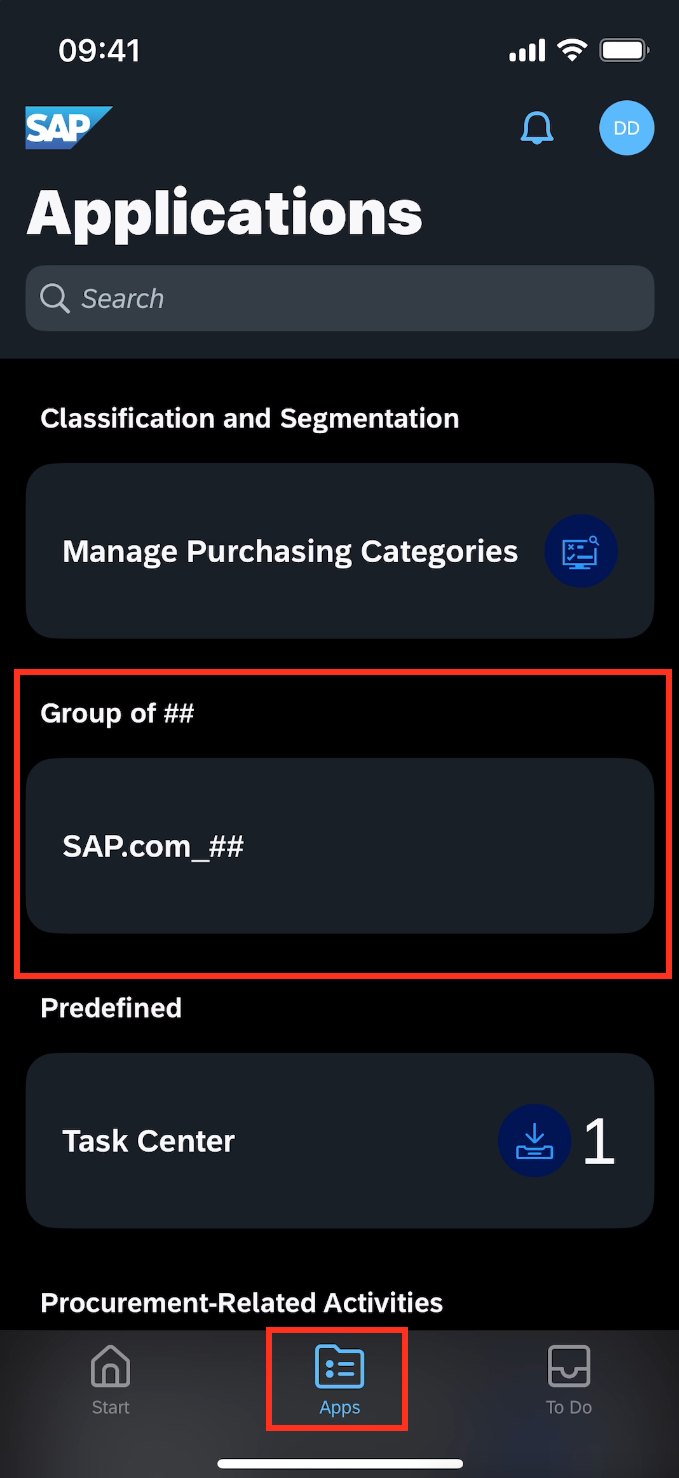 09:41
SAP
DD
Applications
Search
Classification and Segmentation
Manage Purchasing Categories
Group of ##
SAP.com_##
Predefined
Task Center
1
Procurement-Related Activities
Start
Apps
To Do